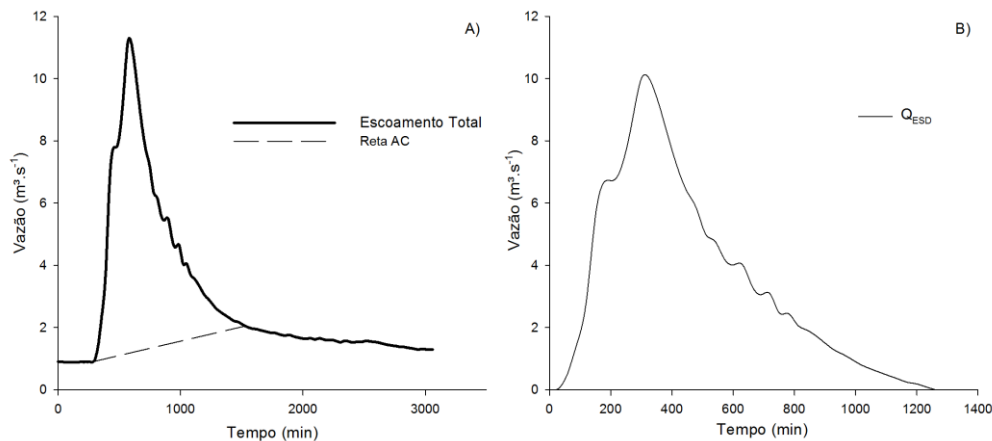 A)
12
10
8
6
4
2
0
Vazão (m³.s⁻¹)
Escoamento Total
Reta AC
0
1000
2000
3000
Tempo (min)
B)
12
10
8
6
4
2
0
Vazão (m³.s⁻¹)
Q_ESD
0
200
400
600
800
1000
1200
1400
Tempo (min)